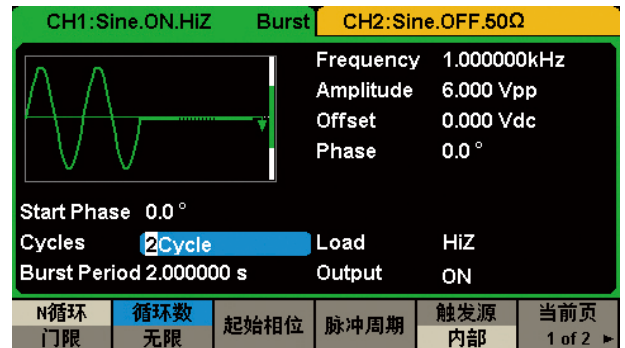 CH1:Sine.ON.HiZ Burst CH2:Sine.OFF.50Ω
Frequency 1.000000kHz
Amplitude 6.000 Vpp
Offset 0.000 Vdc
Phase 0.0 °
Start Phase 0.0 °
Cycles 2Cycle Load HiZ
Burst Period 2.000000 s Output ON
N循环 循环数 起始相位 脉冲周期 触发源 当前页
门限 无限 内部 1 of 2 ►